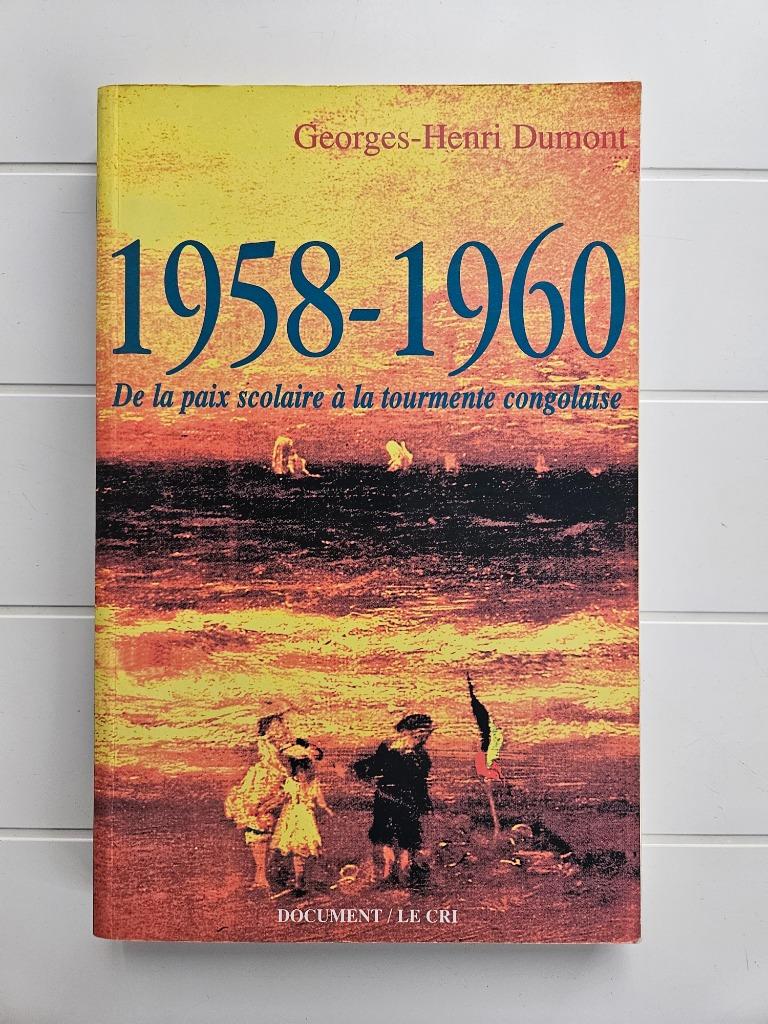 Georges-Henri Dumont
1958-1960
De la paix scolaire à la tourmente congolaise
DOCUMENT / LE CRI